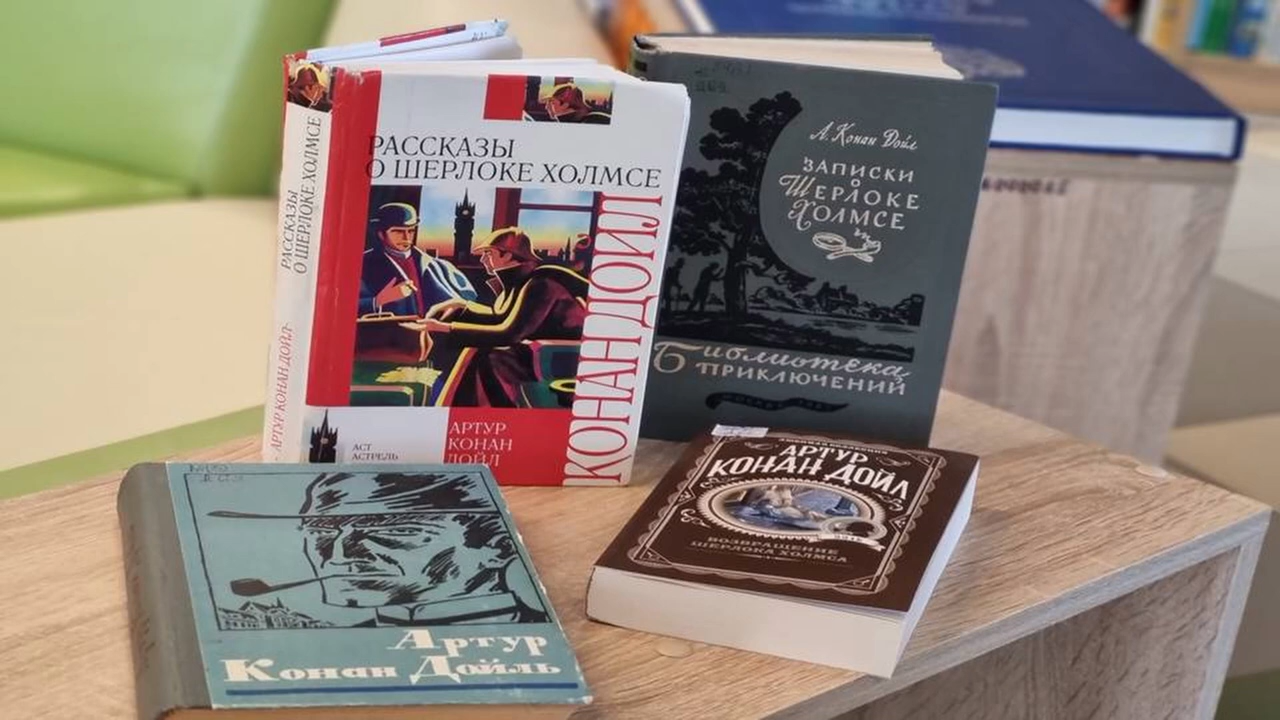 РАССКАЗЫ
О ШЕРЛОКЕ ХОЛМСЕ
АРТУР КОНАН ДОЙЛ
РАССКАЗЫ
О ШЕРЛОКЕ ХОЛМСЕ
КОНАН ДОЙЛ
АСТ
АСТРЕЛЬ
АРТУР
КОНАН
ДОЙЛ
А. Конан Дойл
ЗАПИСКИ
О
ШЕРЛОКЕ
ХОЛМСЕ
Библиотека
ПРИКЛЮЧЕНИЙ
Артур
Конан Дойль
АРТУР
КОНАН ДОЙЛ
ВОЗВРАЩЕНИЕ
ШЕРЛОКА ХОЛМСА